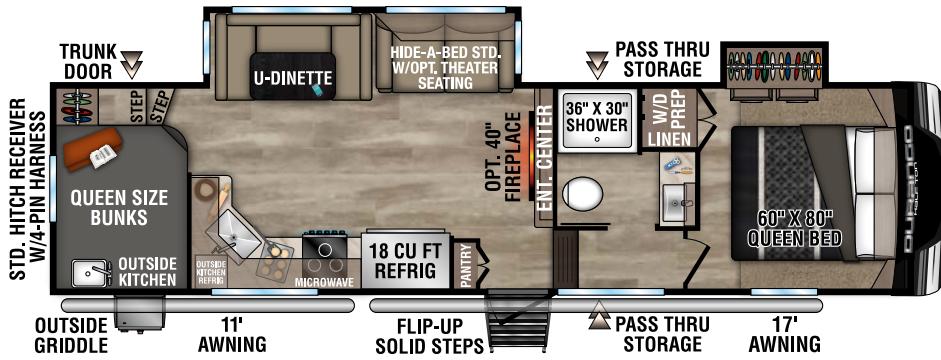 TRUNK
DOOR
U-DINETTE
HIDE-A-BED STD.
W/OPT. THEATER
SEATING
PASS THRU
STORAGE
STD. HITCH RECEIVER
W/4-PIN HARNESS
STEP
STEP
QUEEN SIZE
BUNKS
OUTSIDE
KITCHEN
OPT. 40"
FIREPLACE
ENT. CENTER
36" X 30"
SHOWER
W/D
PREP
LINEN
60" X 80"
QUEEN BED
DURANGO
HALF-TON
OUTSIDE
KITCHEN
REFRIG
MICROWAVE
18 CU FT
REFRIG
PANTRY
OUTSIDE
GRIDDLE
11'
AWNING
FLIP-UP
SOLID STEPS
PASS THRU
STORAGE
17'
AWNING